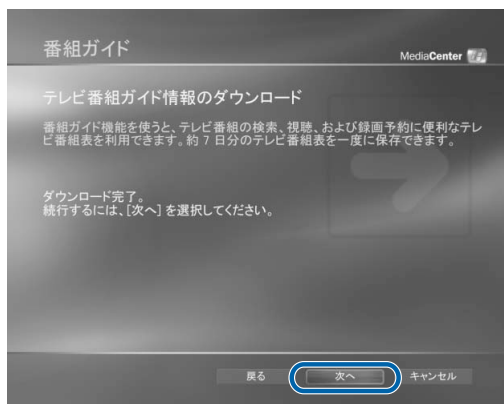 番組ガイド
MediaCenter
テレビ番組ガイド情報のダウンロード
番組ガイド機能を使うと、テレビ番組の検索、視聴、および録画予約に便利なテレ
ビ番組表を利用できます。約 7 日分のテレビ番組表を一度に保存できます。
ダウンロード完了。
続行するには、[次へ] を選択してください。
戻る 次へ キャンセル